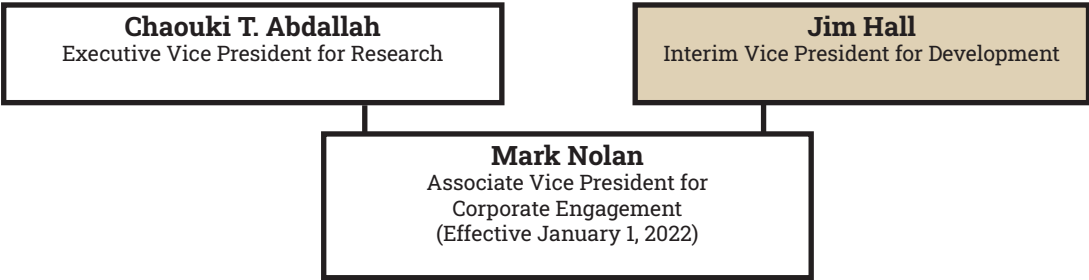 Chaouki T. Abdallah
Executive Vice President for Research
Jim Hall
Interim Vice President for Development
Mark Nolan
Associate Vice President for
Corporate Engagement
(Effective January 1, 2022)